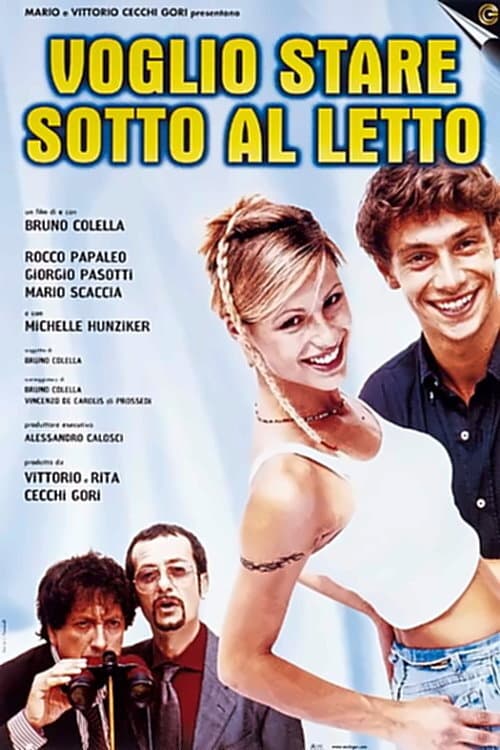 MARIO e VITTORIO CECCHI GORI presentano
VOGLIO STARE
SOTTO AL LETTO
un film di e con
BRUNO COLELLA
ROCCO PAPALEO
GIORGIO PASOTTI
MARIO SCACCIA
e con
MICHELLE HUNZIKER
soggetto di
BRUNO COLELLA
sceneggiatura di
BRUNO COLELLA
VINCENZO DE CAROLIS di PROSSEDI
produttore esecutivo
ALESSANDRO CALOSCI
prodotto da
VITTORIO e RITA
CECCHI GORI